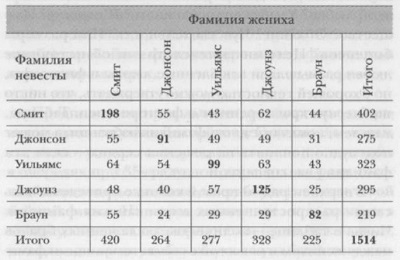 Фамилия жениха
Фамилия невесты Смит Джонсон Уильямс Джоунз Браун Итого
Смит 198 55 43 62 44 402
Джонсон 55 91 49 49 31 275
Уильямс 64 54 99 63 43 323
Джоунз 48 40 57 125 25 295
Браун 55 24 29 29 82 219
Итого 420 264 277 328 225 1514